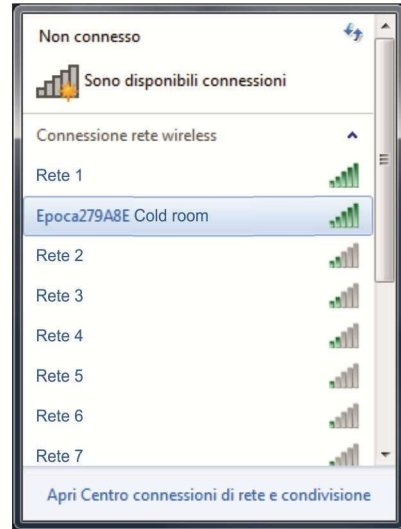 Non connesso
Sono disponibili connessioni
Connessione rete wireless
Rete 1
Epoca279A8E Cold room
Rete 2
Rete 3
Rete 4
Rete 5
Rete 6
Rete 7
Apri Centro connessioni di rete e condivisione